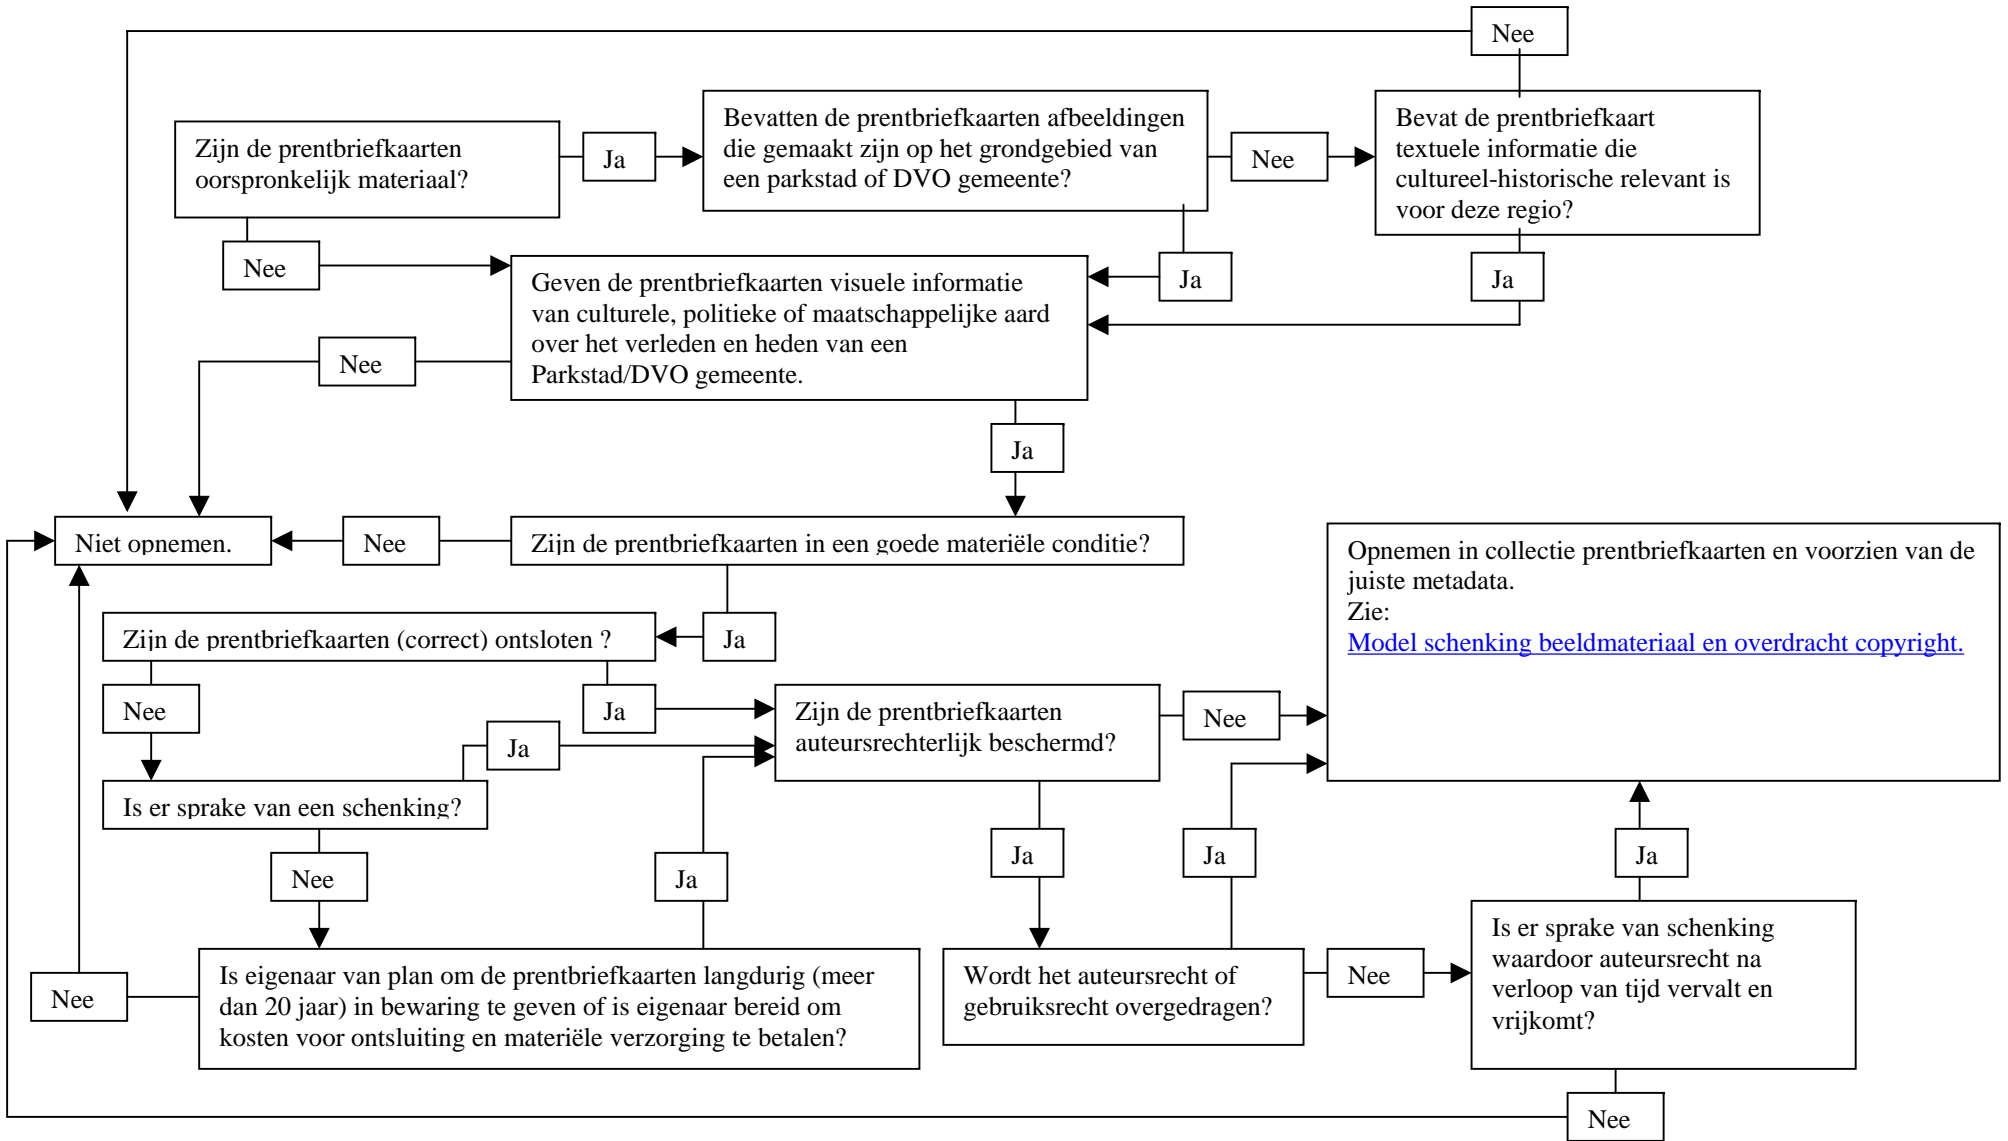 Nee
Zijn de prentbriefkaarten
oorspronkelijk materiaal?
Ja
Bevatten de prentbriefkaarten afbeeldingen
die gemaakt zijn op het grondgebied van
een parkstad of DVO gemeente?
Nee
Bevat de prentbriefkaart
textuele informatie die
cultureel-historische relevant is
voor deze regio?
Nee
Ja
Ja
Geven de prentbriefkaarten visuele informatie
van culturele, politieke of maatschappelijke aard
over het verleden en heden van een
Parkstad/DVO gemeente.
Nee
Ja
Niet opnemen.
Nee
Zijn de prentbriefkaarten in een goede materiële conditie?
Opnemen in collectie prentbriefkaarten en voorzien van de
juiste metadata.
Zie:
Model schenking beeldmateriaal en overdracht copyright.
Zijn de prentbriefkaarten (correct) ontsloten ?
Ja
Nee
Ja
Zijn de prentbriefkaarten
auteursrechterlijk beschermd?
Nee
Ja
Is er sprake van een schenking?
Nee
Ja
Ja
Ja
Ja
Is eigenaar van plan om de prentbriefkaarten langdurig (meer
dan 20 jaar) in bewaring te geven of is eigenaar bereid om
kosten voor ontsluiting en materiële verzorging te betalen?
Nee
Wordt het auteursrecht of
gebruiksrecht overgedragen?
Nee
Is er sprake van schenking
waardoor auteursrecht na
verloop van tijd vervalt en
vrijkomt?
Nee